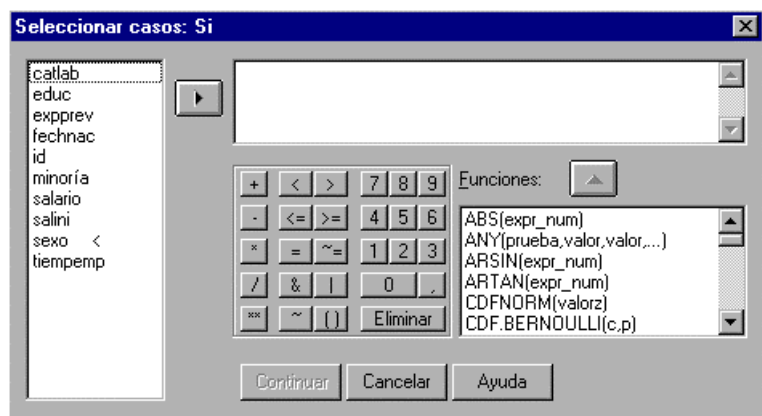 Seleccionar casos: Si
catlab
educ
expprev
fechnac
id
minoría
salario
salini
sexo <
tiempemp
+ < > 7 8 9
- <= >= 4 5 6
* = ~= 1 2 3
/ & | 0 ,
** ~ () Eliminar
Funciones:
ABS(expr_num)
ANY(prueba,valor,valor,...)
ARSIN(expr_num)
ARTAN(expr_num)
CDFNORM(valorz)
CDF.BERNOULLI(c,p)
Continuar Cancelar Ayuda